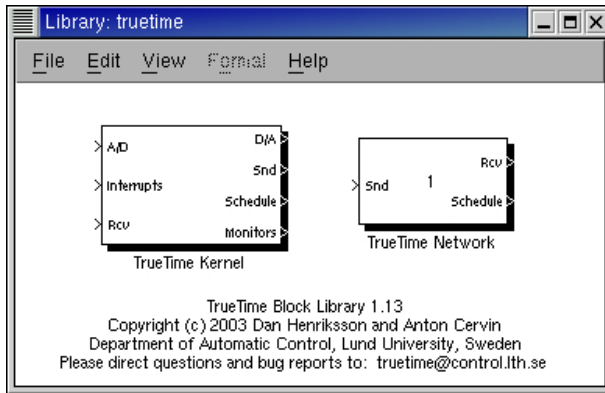 Library: truetime
File Edit View Format Help
A/D
Interrupts
Rcv
D/A
Snd
Schedule
Monitors
TrueTime Kernel
Snd
1
Rcv
Schedule
TrueTime Network
TrueTime Block Library 1.13
Copyright (c) 2003 Dan Henriksson and Anton Cervin
Department of Automatic Control, Lund University, Sweden
Please direct questions and bug reports to: truetime@control.lth.se